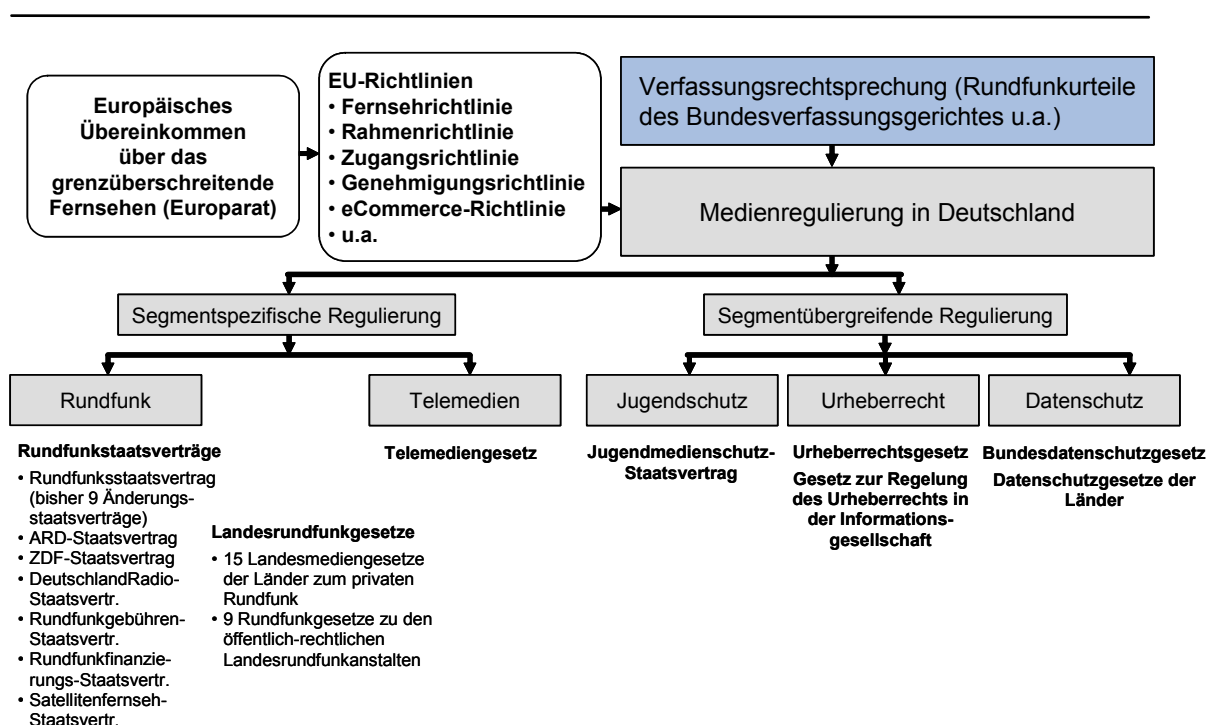 Europäisches
Übereinkommen
über das
grenzüberschreitende
Fernsehen (Europarat)
EU-Richtlinien
• Fernsehrichtlinie
• Rahmenrichtlinie
• Zugangsrichtlinie
• Genehmigungsrichtlinie
• eCommerce-Richtlinie
• u.a.
Verfassungsrechtsprechung (Rundfunkurteile
des Bundesverfassungsgerichtes u.a.)
Medienregulierung in Deutschland
Segmentspezifische Regulierung
Segmentübergreifende Regulierung
Rundfunk
Telemedien
Jugendschutz
Urheberrecht
Datenschutz
Rundfunkstaatsverträge
• Rundfunksstaatsvertrag
(bisher 9 Änderungs-
staatsverträge)
• ARD-Staatsvertrag
• ZDF-Staatsvertrag
• DeutschlandRadio-
Staatsvertr.
• Rundfunkgebühren-
Staatsvertr.
• Rundfunkfinanzie-
rungs-Staatsvertr.
• Satellitenfernseh-
Staatsvertr.
Landesrundfunkgesetze
• 15 Landesmediengesetze
der Länder zum privaten
Rundfunk
• 9 Rundfunkgesetze zu den
öffentlich-rechtlichen
Landesrundfunkanstalten
Telemediengesetz
Jugendmedienschutz-
Staatsvertrag
Urheberrechtsgesetz
Gesetz zur Regelung
des Urheberrechts in
der Informations-
gesellschaft
Bundesdatenschutzgesetz
Datenschutzgesetze der
Länder